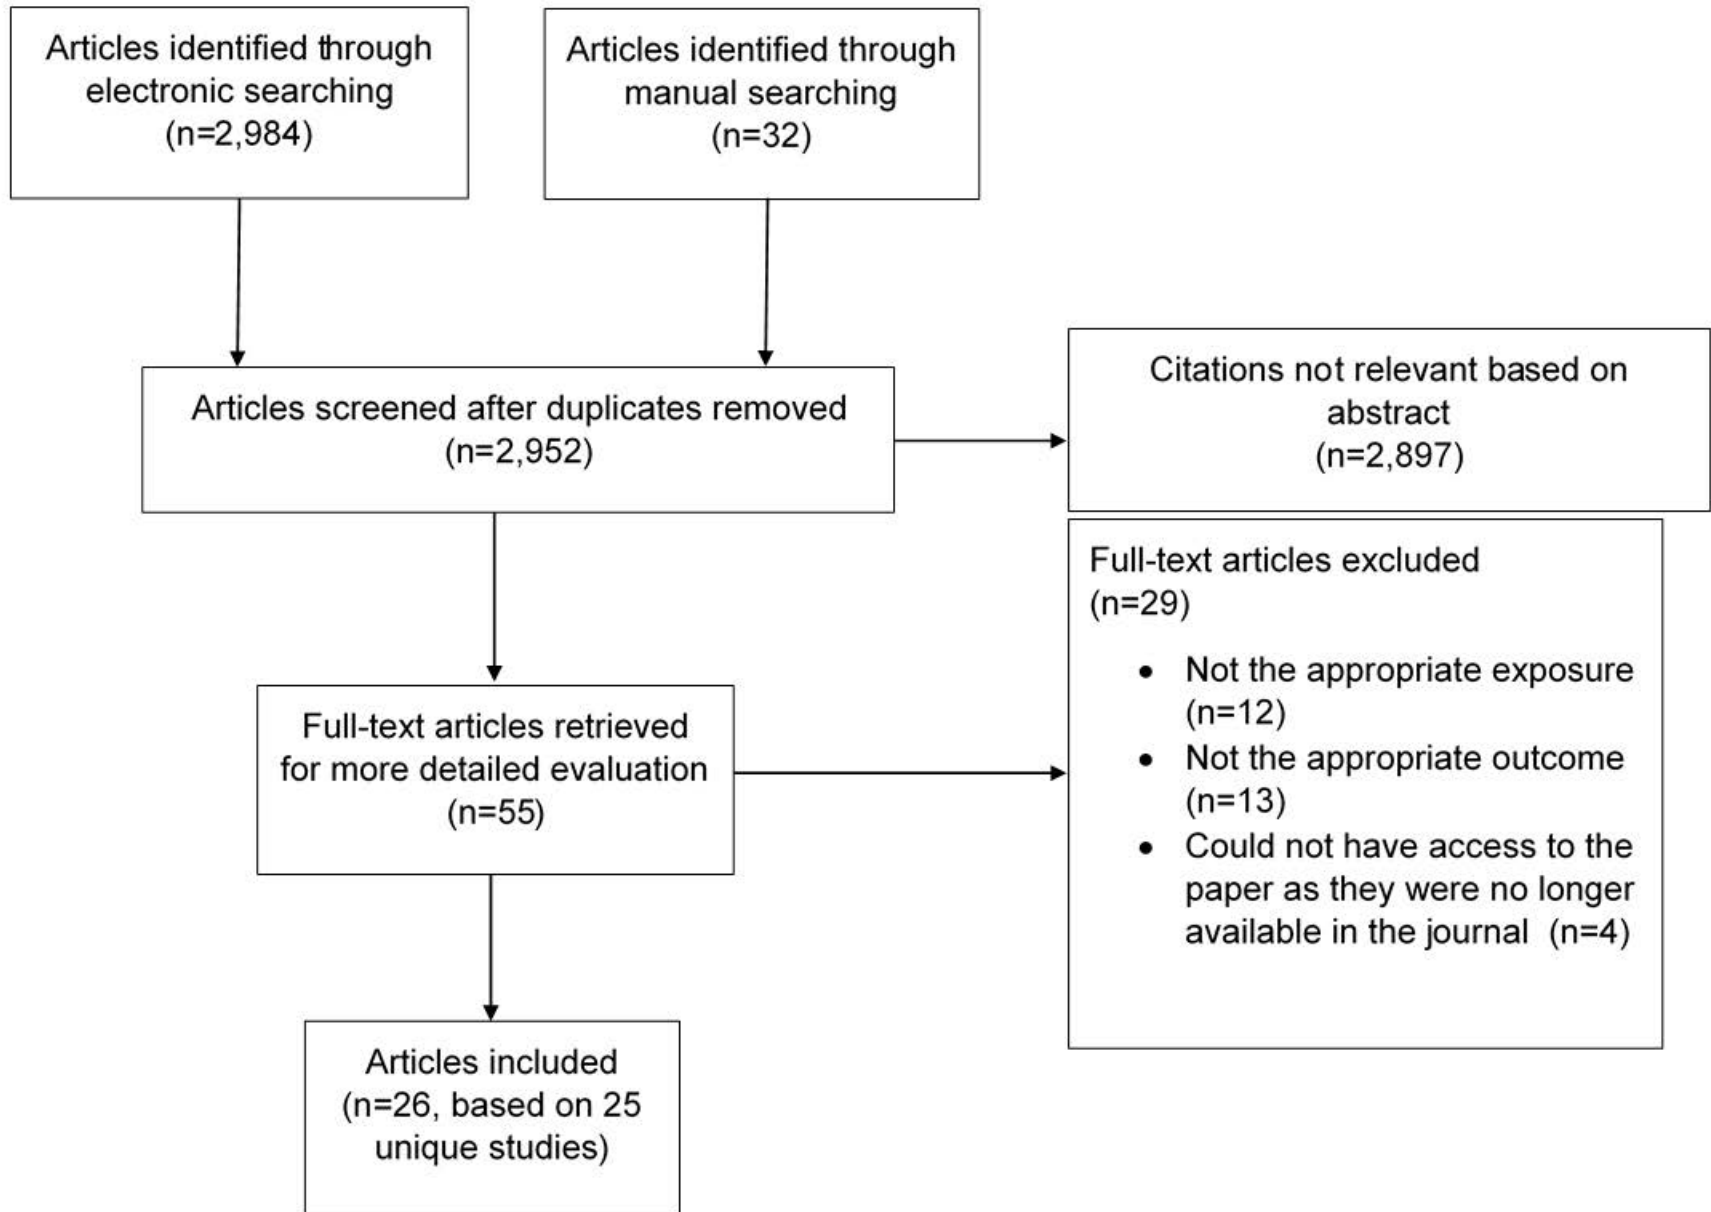 Articles identified through
electronic searching
(n=2,984)
Articles identified through
manual searching
(n=32)
Articles screened after duplicates removed
(n=2,952)
Citations not relevant based on
abstract
(n=2,897)
Full-text articles retrieved
for more detailed evaluation
(n=55)
Full-text articles excluded
(n=29)
• Not the appropriate exposure
(n=12)
• Not the appropriate outcome
(n=13)
• Could not have access to the
paper as they were no longer
available in the journal (n=4)
Articles included
(n=26, based on 25
unique studies)